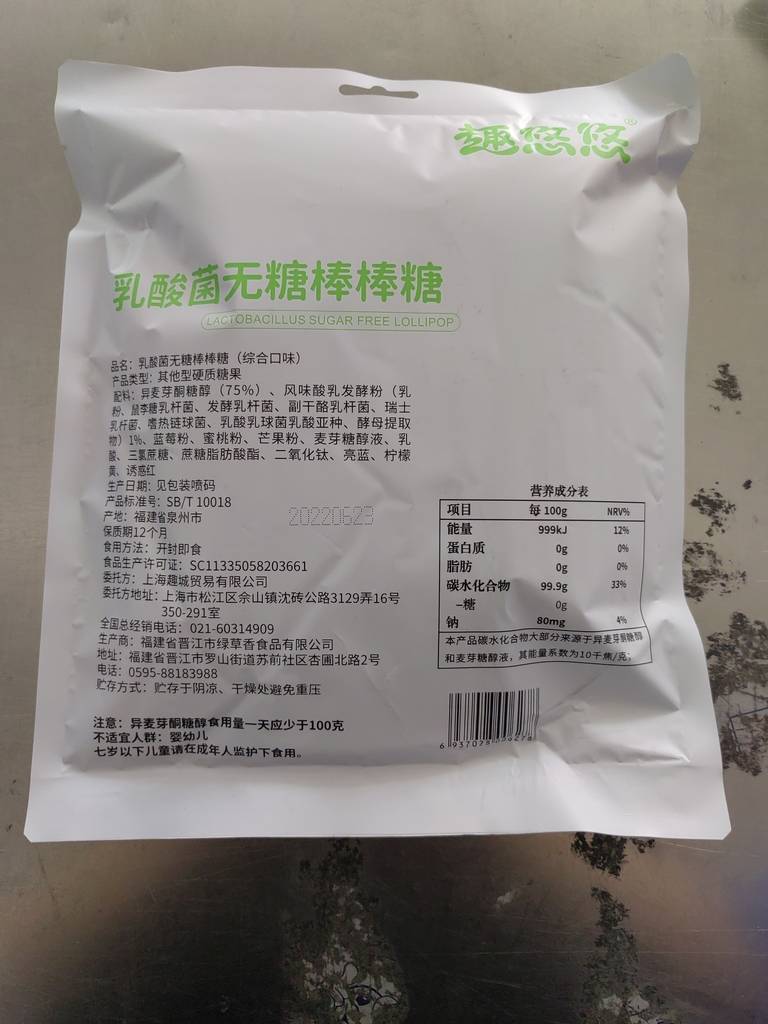 趣悠悠®
乳酸菌无糖棒棒糖
LACTOBACILLUS SUGAR FREE LOLLIPOP
品名：乳酸菌无糖棒棒糖（综合口味）
产品类型：其他型硬质糖果
配料：异麦芽酮糖醇（75%）、风味酸乳发酵粉（乳
粉、鼠李糖乳杆菌、发酵乳杆菌、副干酪乳杆菌、瑞士
乳杆菌、嗜热链球菌、乳酸乳球菌乳酸亚种、酵母提取
物）1%、蓝莓粉、蜜桃粉、芒果粉、麦芽糖醇液、乳
酸、三氯蔗糖、蔗糖脂肪酸酯、二氧化钛、亮蓝、柠檬
黄、诱惑红
生产日期：见包装喷码
产品标准号：SB/T 10018
产地：福建省泉州市
20220623
保质期12个月
食用方法：开封即食
食品生产许可证：SC11335058203661
委托方：上海趣城贸易有限公司
委托方地址：上海市松江区佘山镇沈砖公路3129弄16号
350-291室
全国总经销电话：021-60314909
生产商：福建省晋江市绿草香食品有限公司
地址：福建省晋江市罗山街道苏前社区杏圃北路2号
电话：0595-88183988
贮存方式：贮存于阴凉、干燥处避免重压
注意：异麦芽酮糖醇食用量一天应少于100克
不适宜人群：婴幼儿
七岁以下儿童请在成年人监护下食用。
营养成分表
项目 每 100g NRV%
能量 999kJ 12%
蛋白质 0g 0%
脂肪 0g 0%
碳水化合物 99.9g 33%
-糖 0g
钠 80mg 4%
本产品碳水化合物大部分来源于异麦芽酮糖醇
和麦芽糖醇液，其能量系数为10千焦/克；